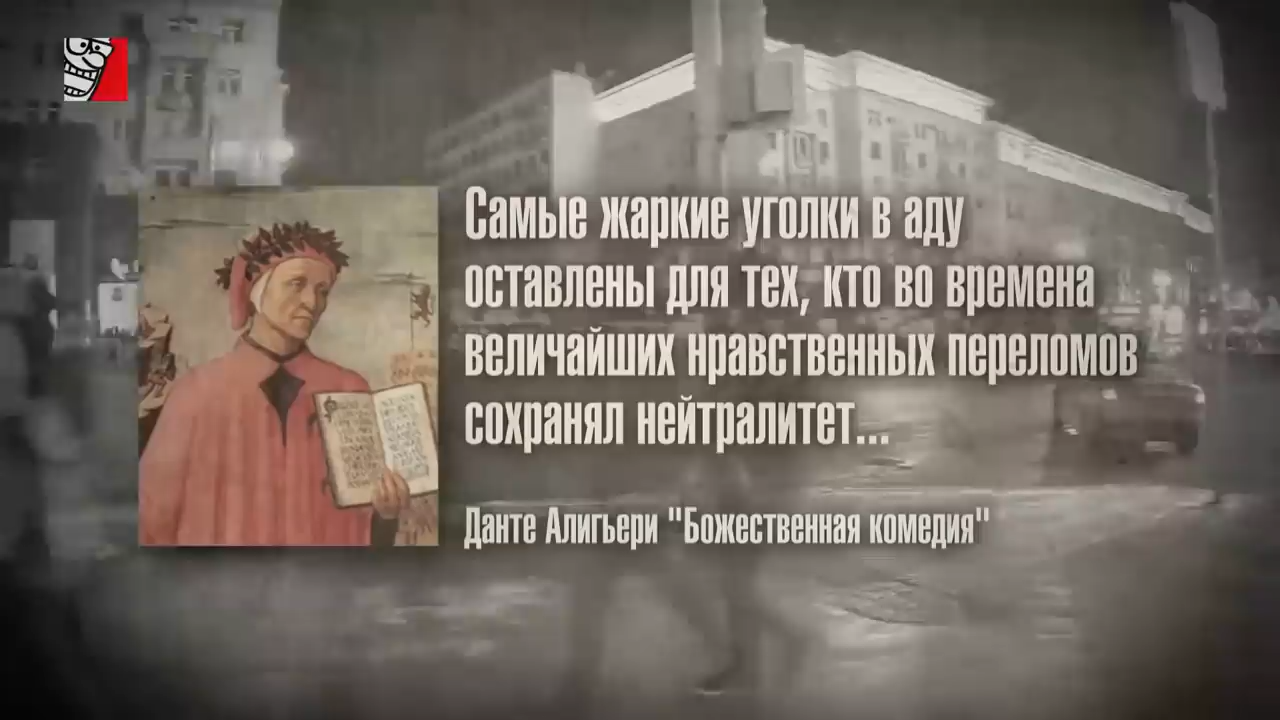 Самые жаркие уголки в аду
оставлены для тех, кто во времена
величайших нравственных переломов
сохранял нейтралитет...
Данте Алигьери "Божественная комедия"